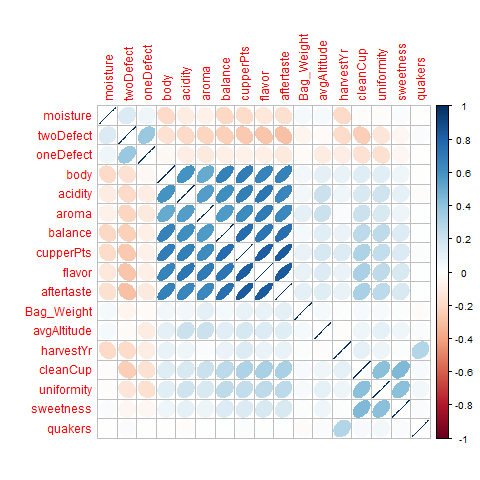 moisture
twoDefect
oneDefect
body
acidity
aroma
balance
cupperPts
flavor
aftertaste
Bag_Weight
avgAltitude
harvestYr
cleanCup
uniformity
sweetness
quakers
moisture
twoDefect
oneDefect
body
acidity
aroma
balance
cupperPts
flavor
aftertaste
Bag_Weight
avgAltitude
harvestYr
cleanCup
uniformity
sweetness
quakers
1
0.8
0.6
0.4
0.2
0
-0.2
-0.4
-0.6
-0.8
-1